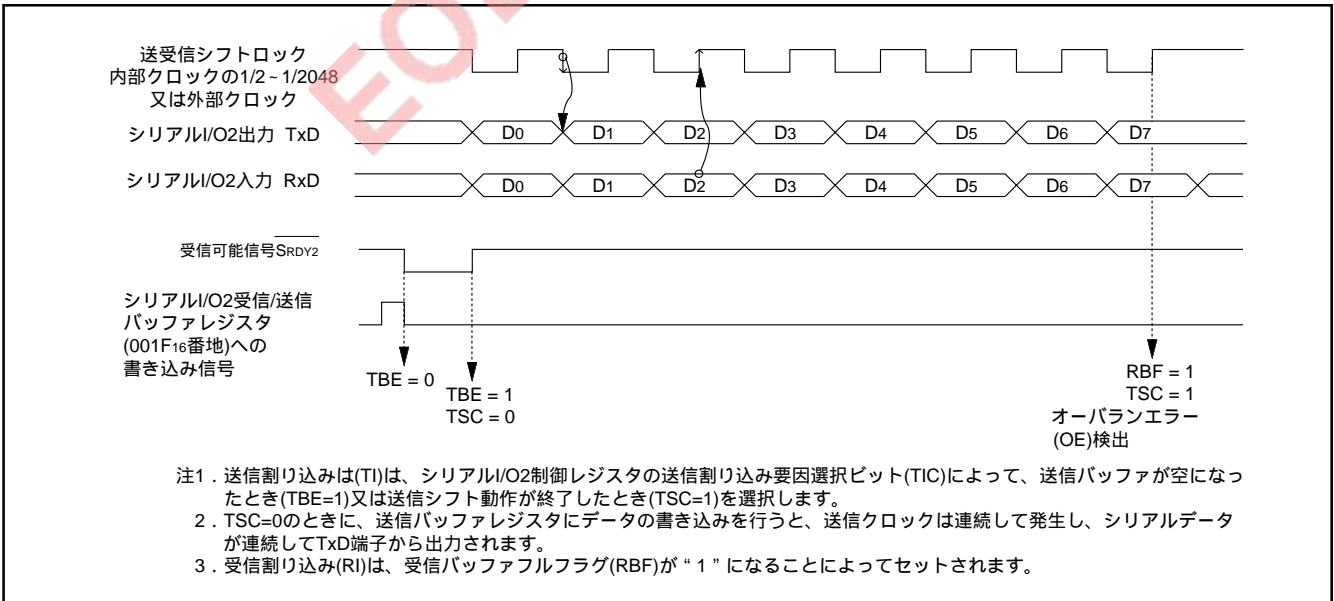 送受信シフトロック
内部クロックの1/2~1/2048
又は外部クロック
シリアルI/O2出力 TxD
D0 D1 D2 D3 D4 D5 D6 D7
シリアルI/O2入力 RxD
D0 D1 D2 D3 D4 D5 D6 D7
受信可能信号SRDY2
シリアルI/O2受信/送信
バッファレジスタ
(001F16番地)への
書き込み信号
TBE = 0
TBE = 1
TSC = 0
RBF = 1
TSC = 1
オーバランエラー
(OE)検出
注1．送信割り込みは(TI)は、シリアルI/O2制御レジスタの送信割り込み要因選択ビット(TIC)によって、送信バッファが空になっ
たとき(TBE=1)又は送信シフト動作が終了したとき(TSC=1)を選択します。
2．TSC=0のときに、送信バッファレジスタにデータの書き込みを行うと、送信クロックは連続して発生し、シリアルデータ
が連続してTxD端子から出力されます。
3．受信割り込み(RI)は、受信バッファフルフラグ(RBF)が“1”になることによってセットされます。